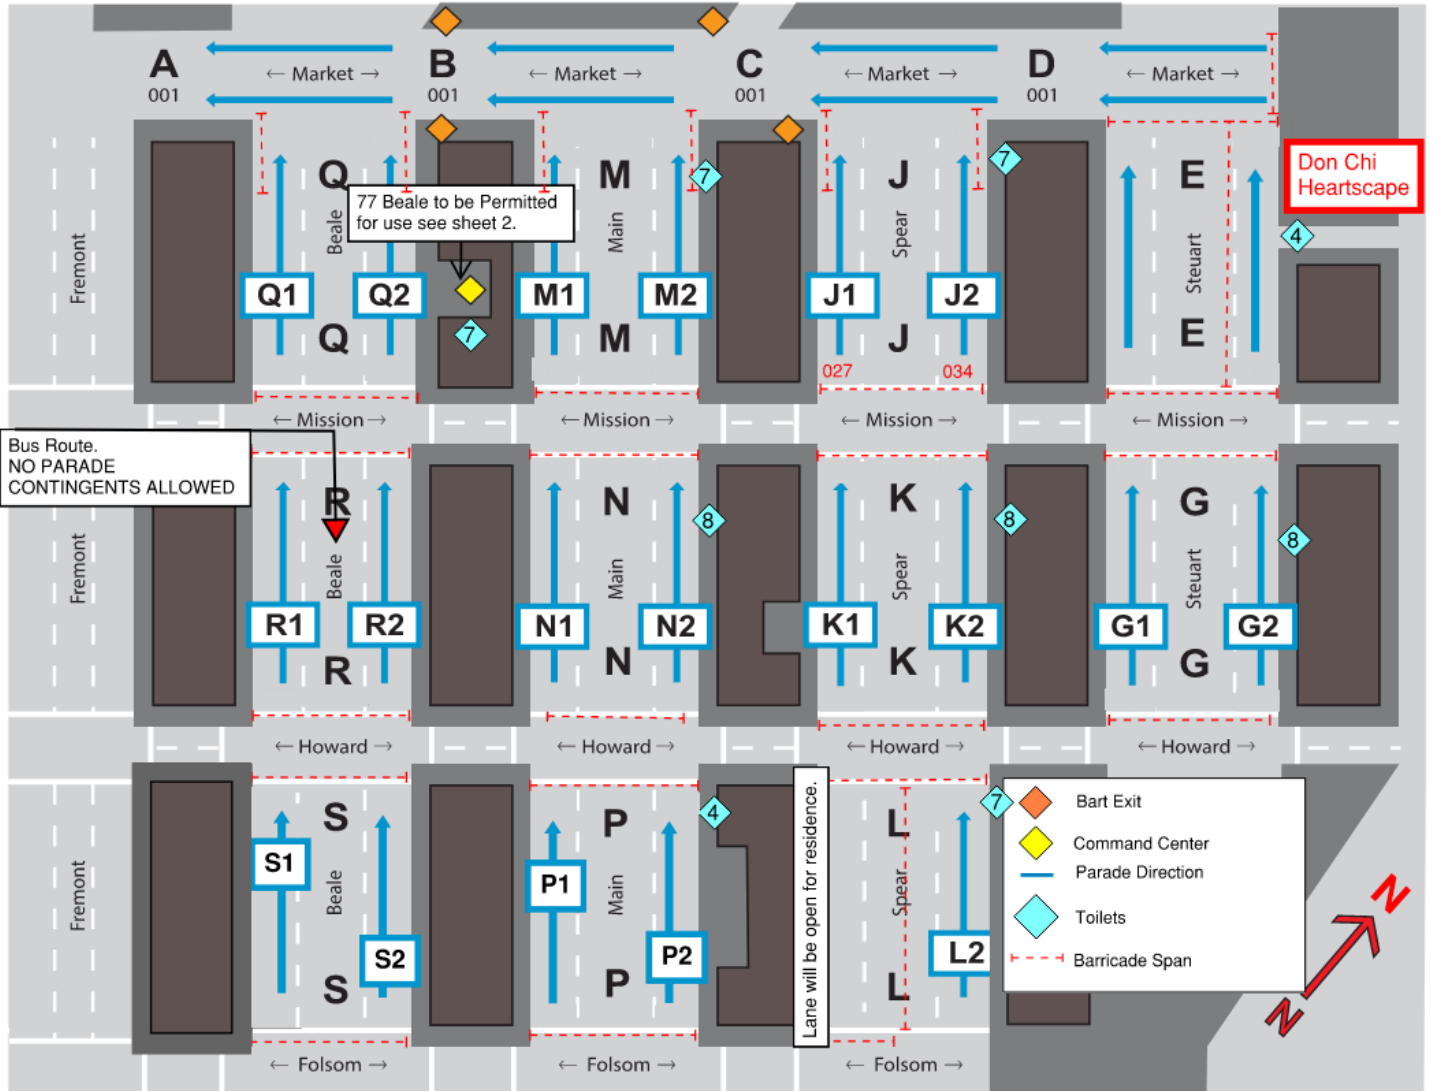 A
← Market →
B
← Market →
C
← Market →
D
← Market →
001
001
001
001
Q
M
J
E
7
7
Don Chi
Heartscape
77 Beale to be Permitted
for use see sheet 2.
Fremont
Beale
Main
Spear
Steuart
4
Q1
Q2
M1
M2
J1
J2
7
Q
M
J
E
027
034
← Mission →
← Mission →
← Mission →
← Mission →
Bus Route.
NO PARADE
CONTINGENTS ALLOWED
R
N
K
G
8
8
8
Fremont
Beale
Main
Spear
Steuart
R1
R2
N1
N2
K1
K2
G1
G2
R
N
K
G
← Howard →
← Howard →
← Howard →
← Howard →
S
P
4
L
7
Bart Exit
Command Center
Parade Direction
Toilets
Barricade Span
S1
P1
Fremont
Beale
Main
Lane will be open for residence.
Spear
S2
P2
L2
S
P
L
N
N
← Folsom →
← Folsom →
← Folsom →